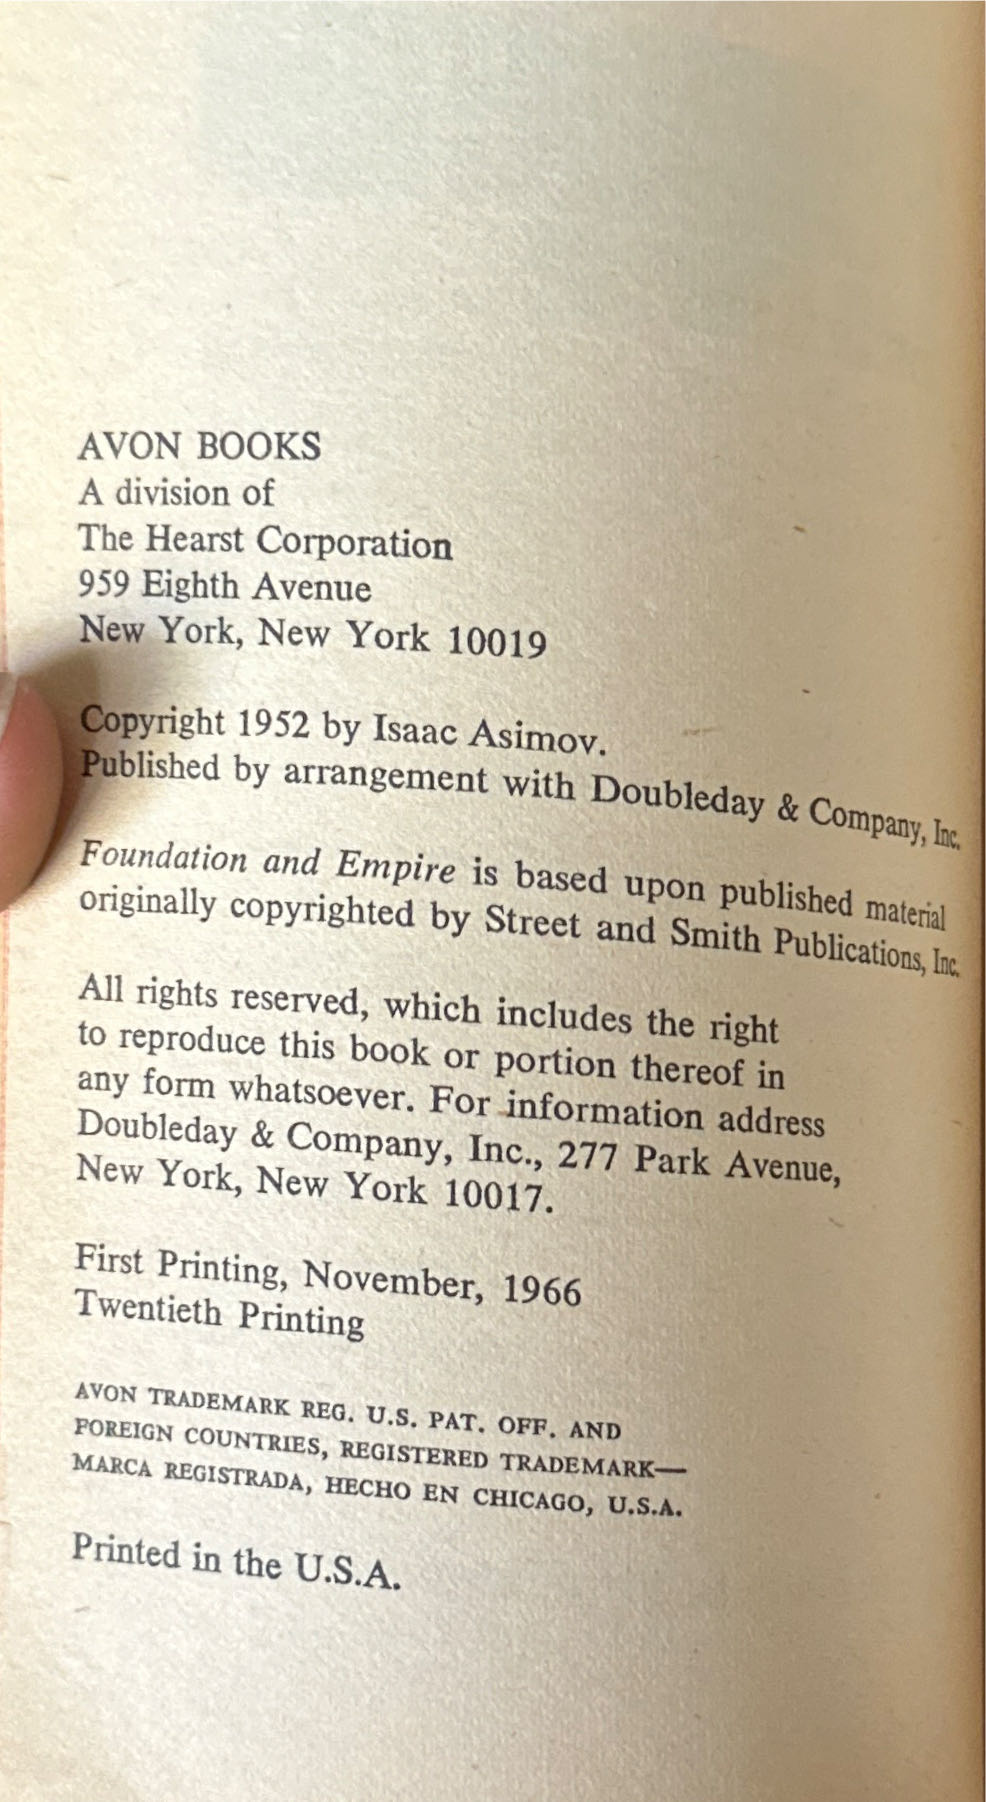 AVON BOOKS
A division of
The Hearst Corporation
959 Eighth Avenue
New York, New York 10019
Copyright 1952 by Isaac Asimov.
Published by arrangement with Doubleday & Company, Inc.
Foundation and Empire is based upon published material
originally copyrighted by Street and Smith Publications, Inc.
All rights reserved, which includes the right
to reproduce this book or portion thereof in
any form whatsoever. For information address
Doubleday & Company, Inc., 277 Park Avenue,
New York, New York 10017.
First Printing, November, 1966
Twentieth Printing
AVON TRADEMARK REG. U.S. PAT. OFF. AND
FOREIGN COUNTRIES, REGISTERED TRADEMARK—
MARCA REGISTRADA, HECHO EN CHICAGO, U.S.A.
Printed in the U.S.A.